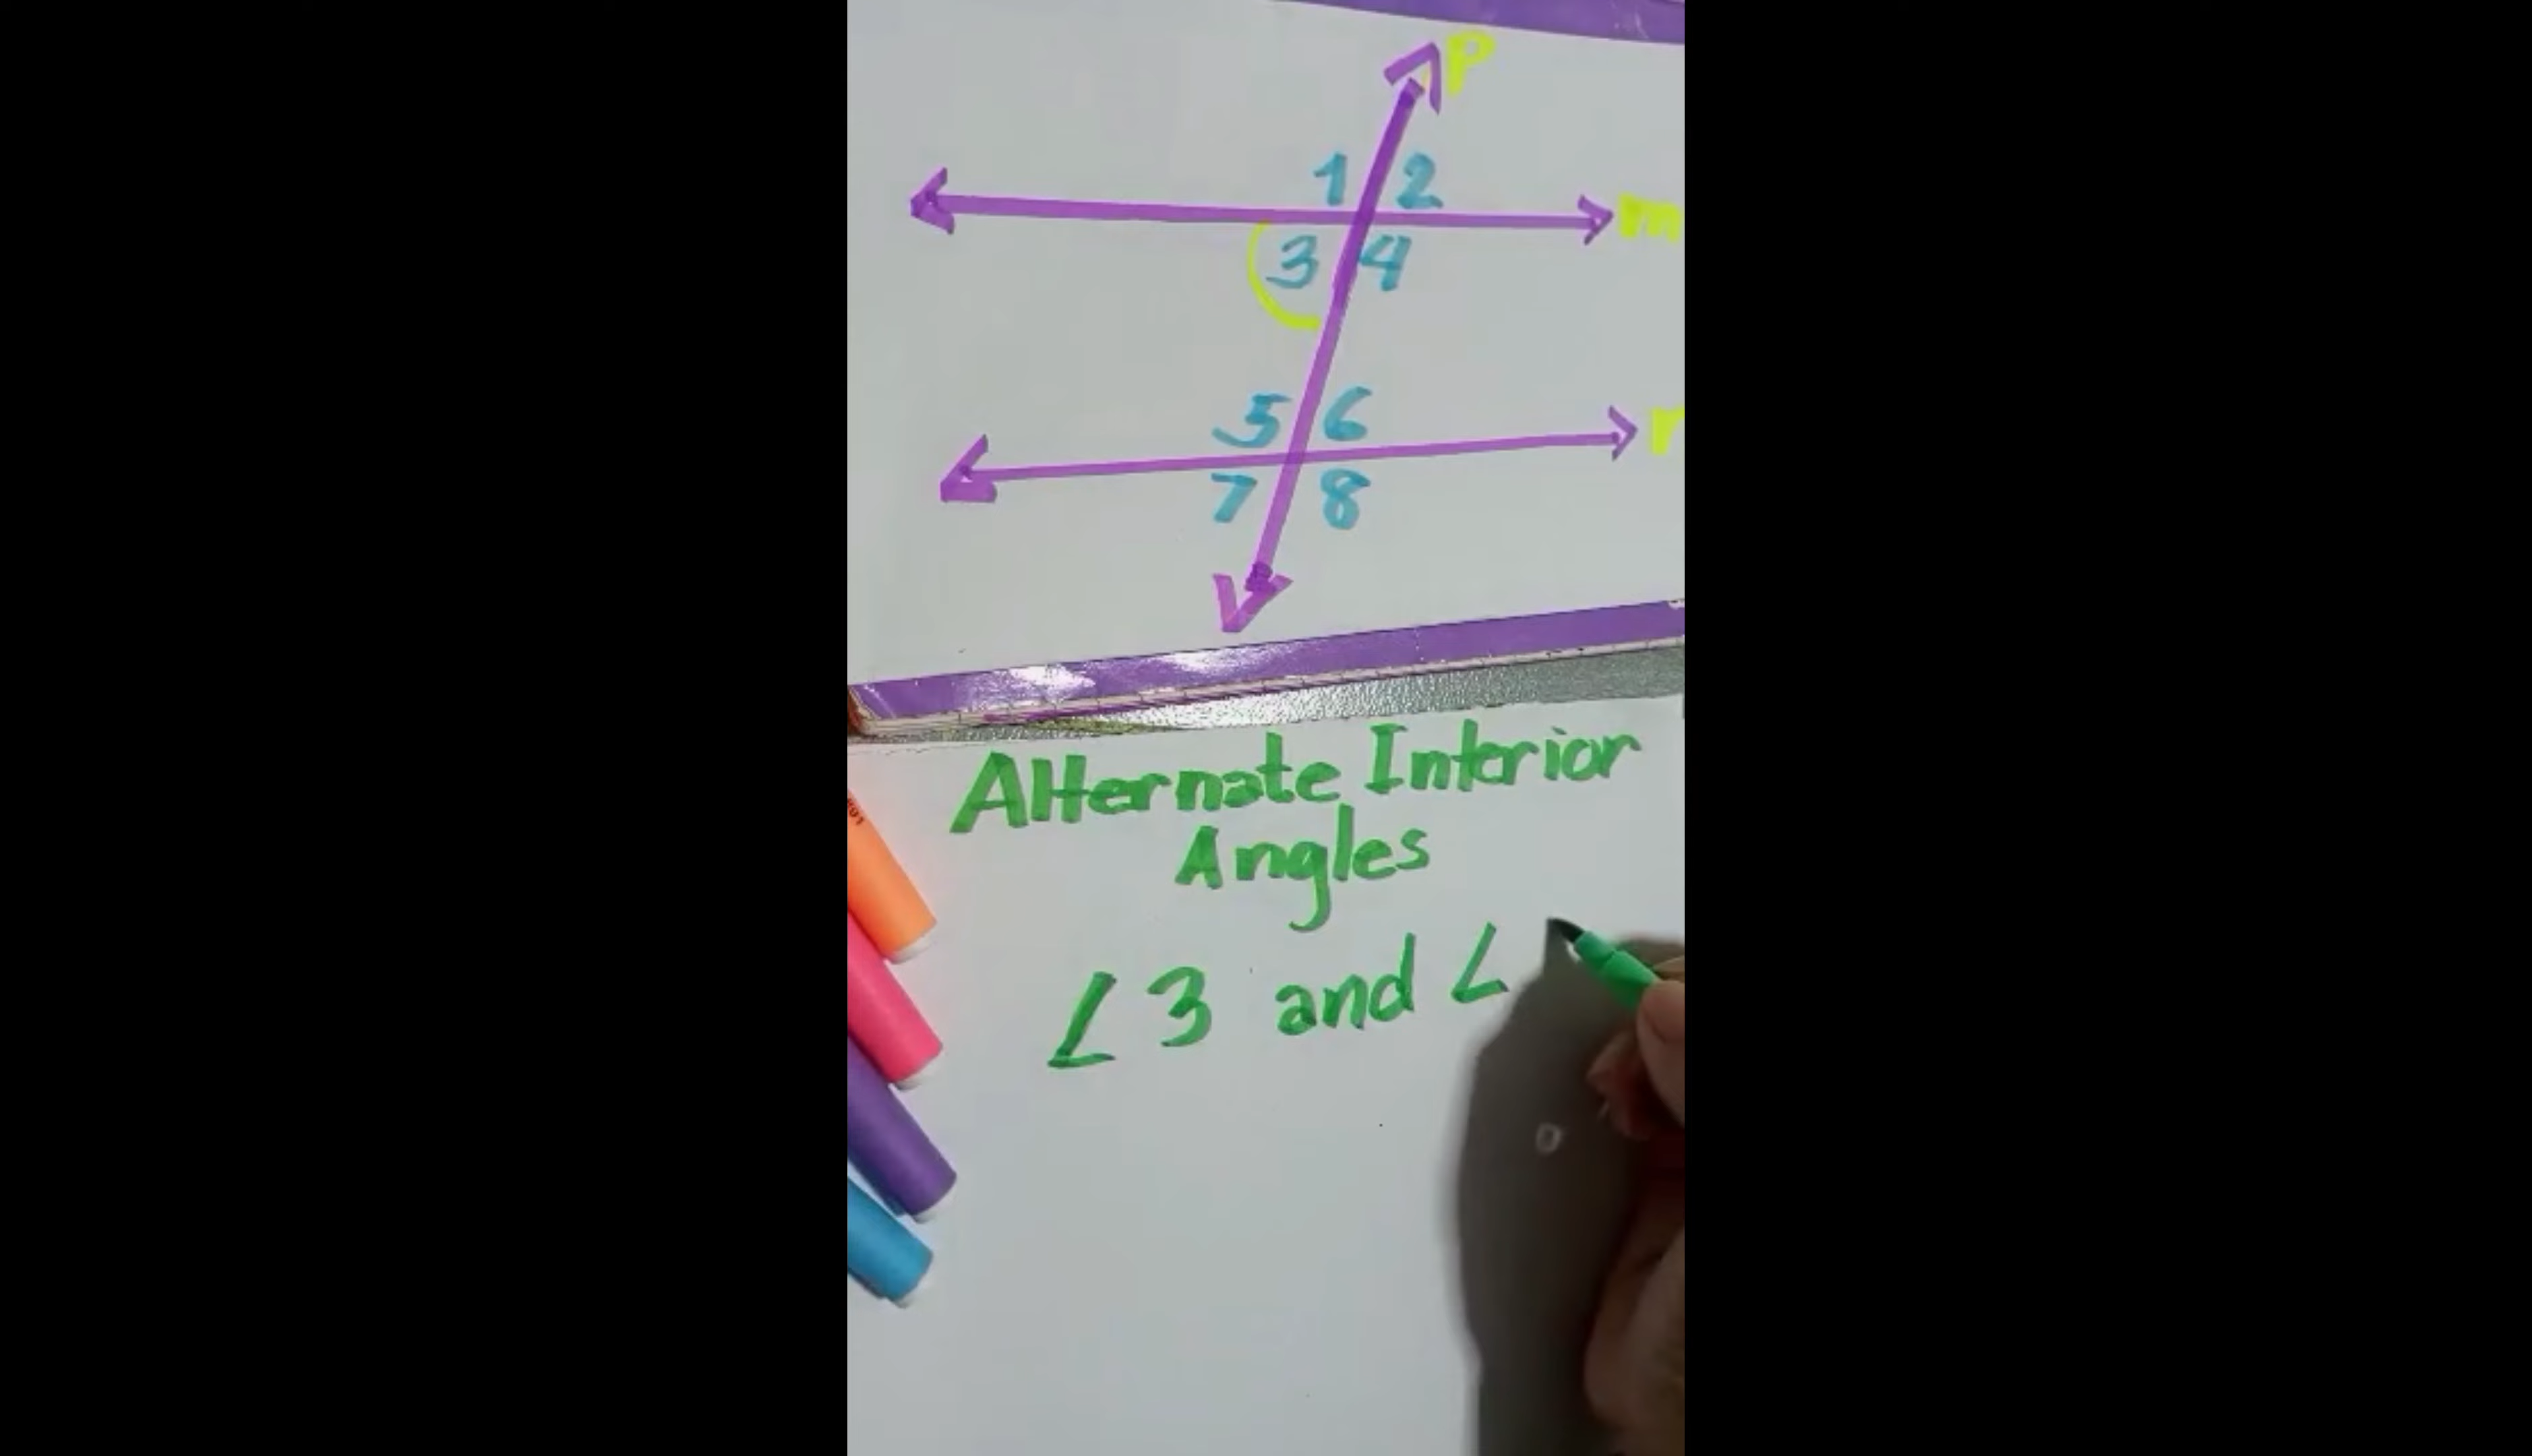 P
1 2
m
3 4
5 6
r
7 8
Alternate Interior
Angles
∠3 and ∠